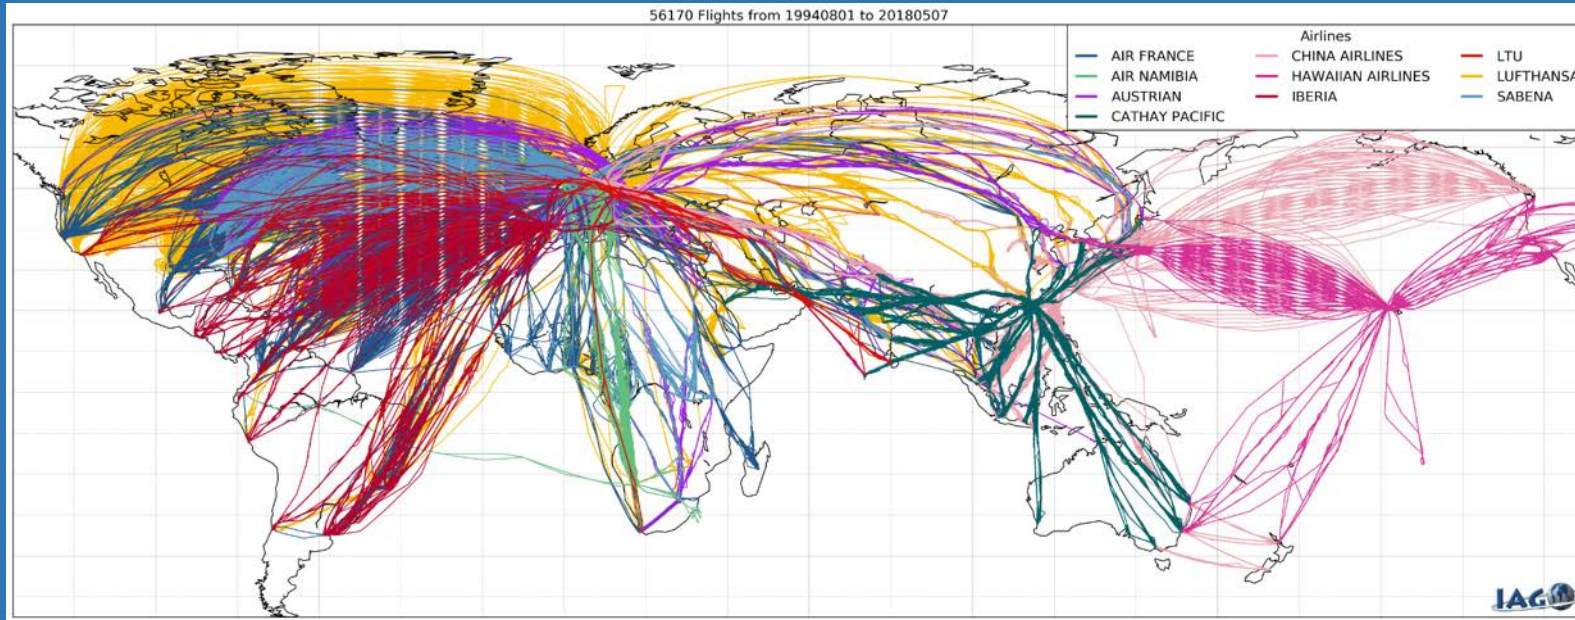 56170 Flights from 19940801 to 20180507
Airlines
AIR FRANCE
AIR NAMIBIA
AUSTRIAN
CATHAY PACIFIC
CHINA AIRLINES
HAWAIIAN AIRLINES
IBERIA
LTU
LUFTHANSA
SABENA
IAG